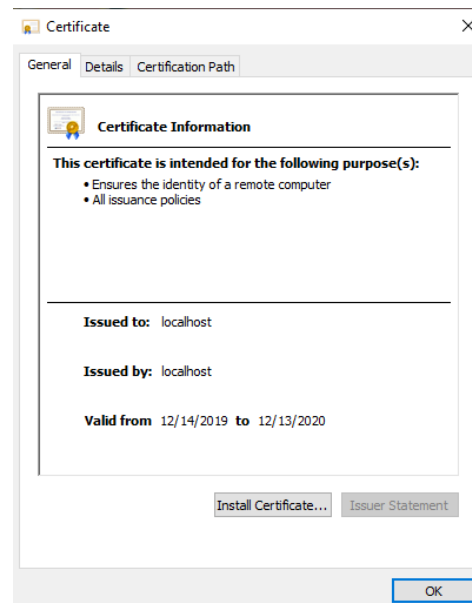 Certificate
General Details Certification Path
Certificate Information
This certificate is intended for the following purpose(s):
• Ensures the identity of a remote computer
• All issuance policies
Issued to: localhost
Issued by: localhost
Valid from 12/14/2019 to 12/13/2020
Install Certificate... Issuer Statement
OK